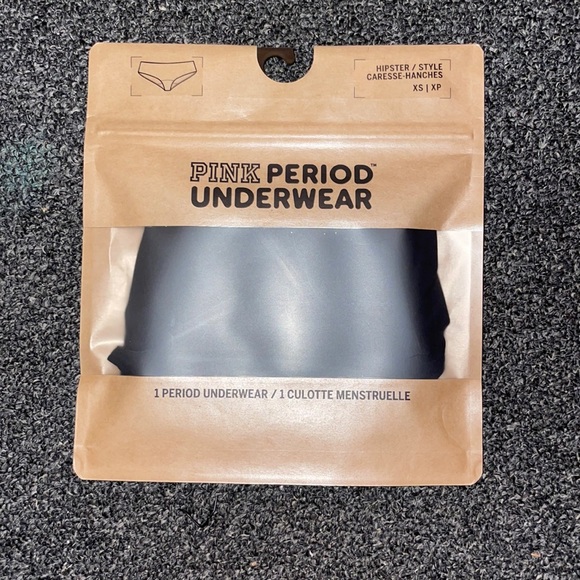 HIPSTER / STYLE
CARESSE-HANCHES
XS | XP
PINK PERIOD™
UNDERWEAR
1 PERIOD UNDERWEAR / 1 CULOTTE MENSTRUELLE